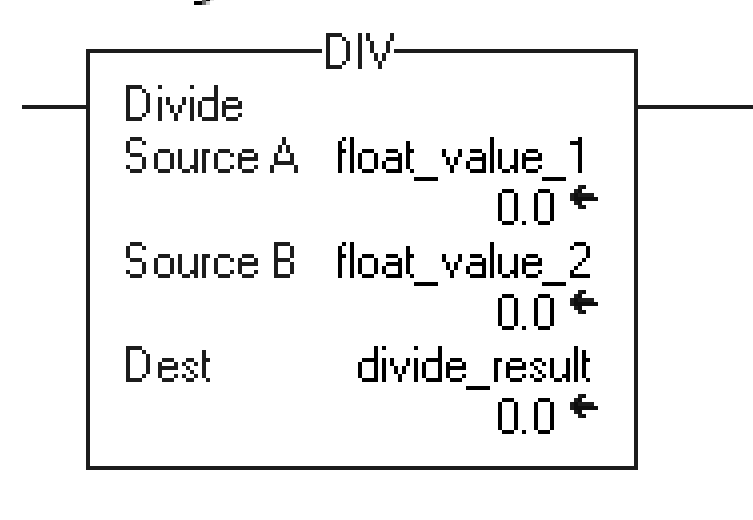 DIV
Divide
Source A float_value_1
0.0
Source B float_value_2
0.0
Dest divide_result
0.0